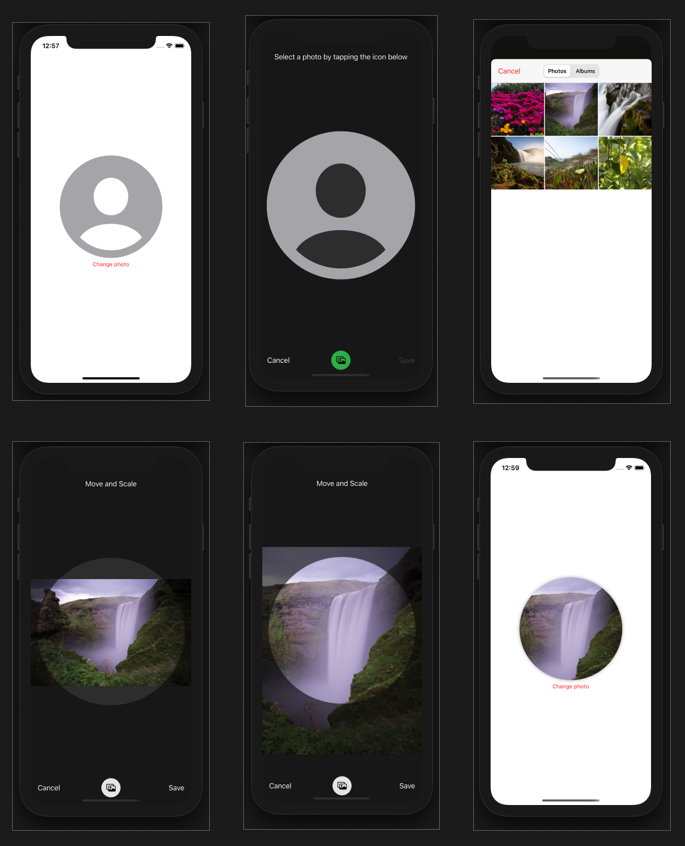 12:57
Change photo
Select a photo by tapping the icon below
Cancel
Save
Cancel
Photos
Albums
Move and Scale
Cancel
Save
Move and Scale
Cancel
Save
12:59
Change photo